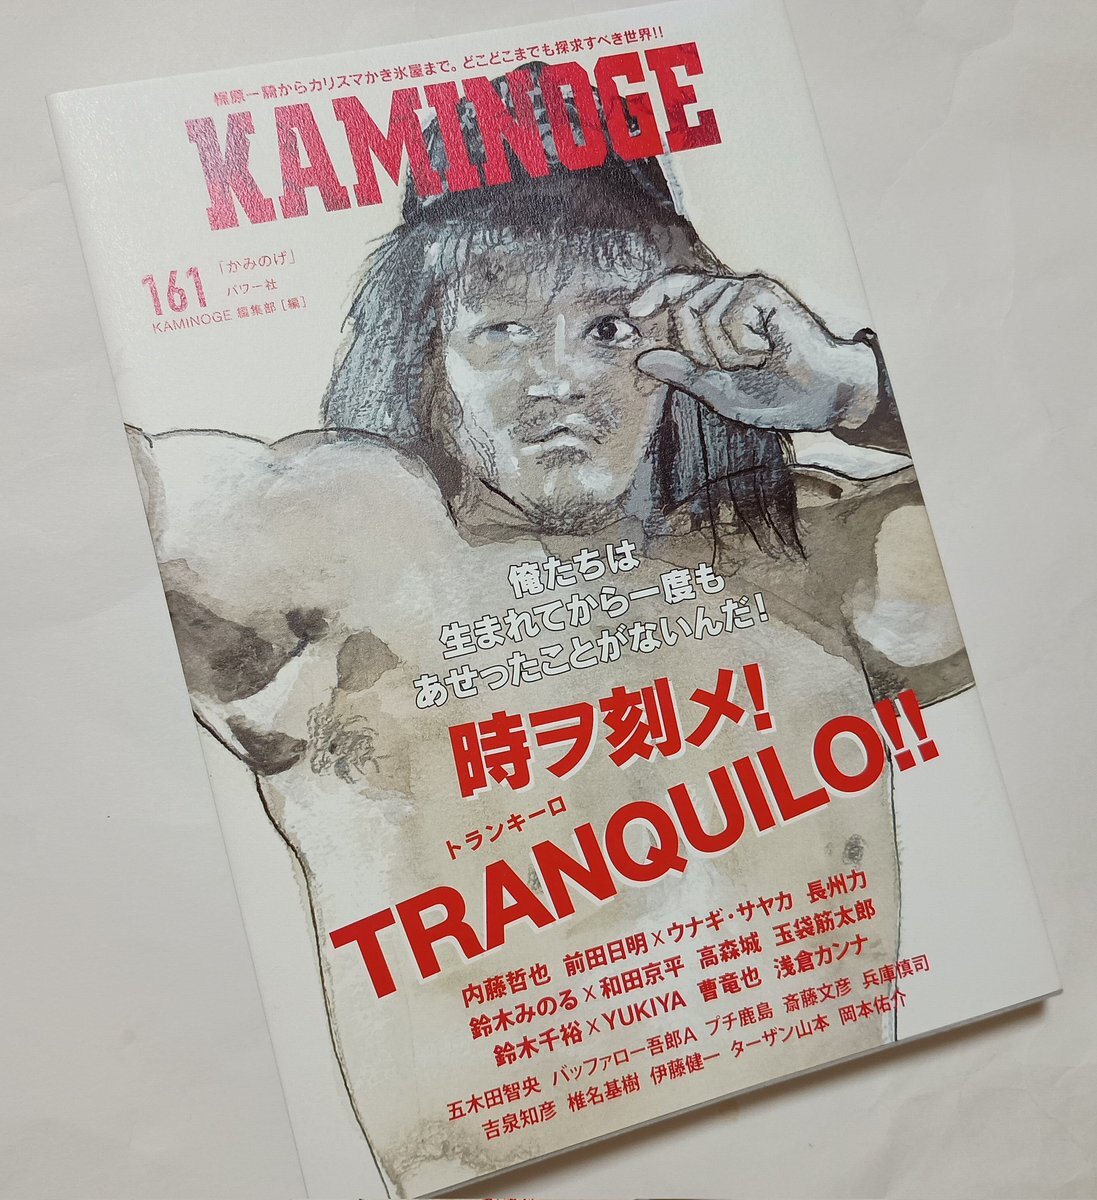 梶原一騎からカリスマかき氷屋まで。どこどこまでも探求すべき世界!!
KAMINOGE
161
「かみのげ」
パワー社
KAMINOGE 編集部［編］
俺たちは
生まれてから一度も
あせったことがないんだ！
時ヲ刻メ！
トランキーロ
TRANQUILO!!
内藤哲也 前田日明×ウナギ・サヤカ 長州力
鈴木みのる×和田京平 高森城 玉袋筋太郎
鈴木千裕×YUKIYA 曹竜也 浅倉カンナ
五木田智央 バッファロー吾郎A プチ鹿島 斎藤文彦 兵庫慎司
吉泉知彦 椎名基樹 伊藤健一 ターザン山本 岡本佑介